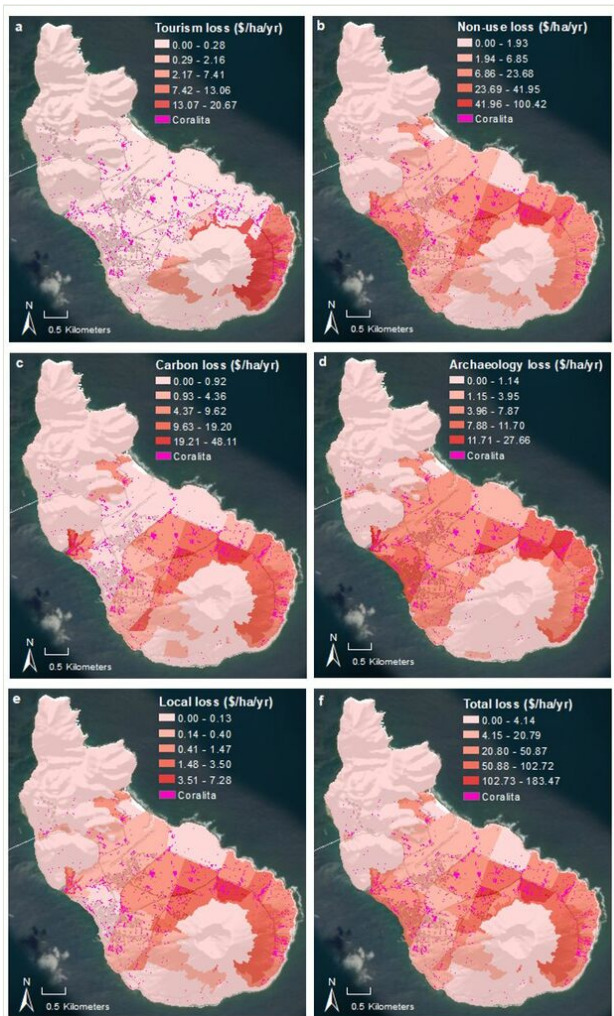 a
Tourism loss ($/ha/yr)
0.00 - 0.28
0.29 - 2.16
2.17 - 7.41
7.42 - 13.06
13.07 - 20.67
Coralita
N
0.5 Kilometers
b
Non-use loss ($/ha/yr)
0.00 - 1.93
1.94 - 6.85
6.86 - 23.68
23.69 - 41.95
41.96 - 100.42
Coralita
N
0.5 Kilometers
c
Carbon loss ($/ha/yr)
0.00 - 0.92
0.93 - 4.36
4.37 - 9.62
9.63 - 19.20
19.21 - 48.11
Coralita
N
0.5 Kilometers
d
Archaeology loss ($/ha/yr)
0.00 - 1.14
1.15 - 3.95
3.96 - 7.87
7.88 - 11.70
11.71 - 27.66
Coralita
N
0.5 Kilometers
e
Local loss ($/ha/yr)
0.00 - 0.13
0.14 - 0.40
0.41 - 1.47
1.48 - 3.50
3.51 - 7.28
Coralita
N
0.5 Kilometers
f
Total loss ($/ha/yr)
0.00 - 4.14
4.15 - 20.79
20.80 - 50.87
50.88 - 102.72
102.73 - 183.47
Coralita
N
0.5 Kilometers